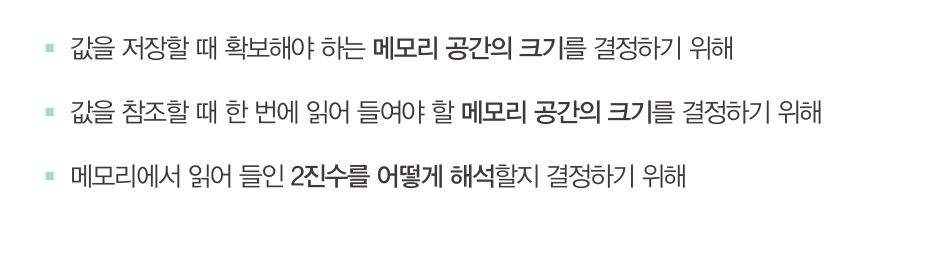 값을 저장할 때 확보해야 하는 메모리 공간의 크기를 결정하기 위해
값을 참조할 때 한 번에 읽어 들여야 할 메모리 공간의 크기를 결정하기 위해
메모리에서 읽어 들인 2진수를 어떻게 해석할지 결정하기 위해